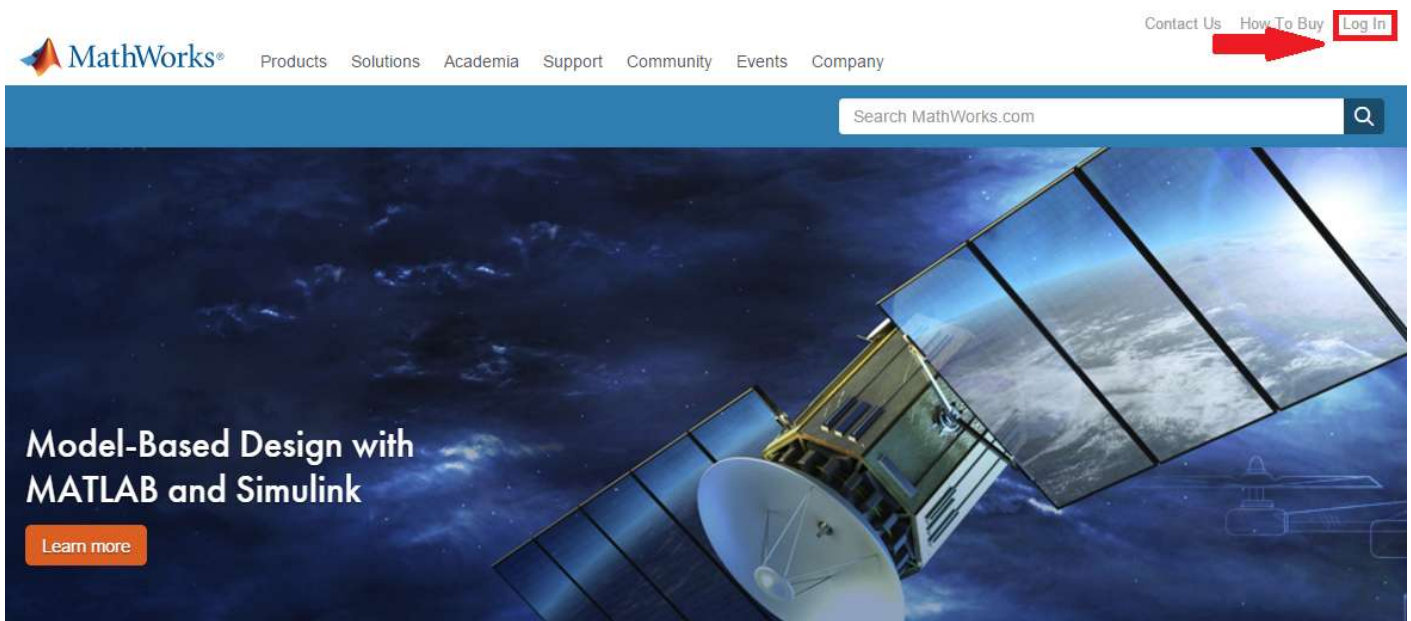 Contact Us How To Buy Log In
MathWorks®
Products Solutions Academia Support Community Events Company
Search MathWorks.com
Model-Based Design with
MATLAB and Simulink
Learn more